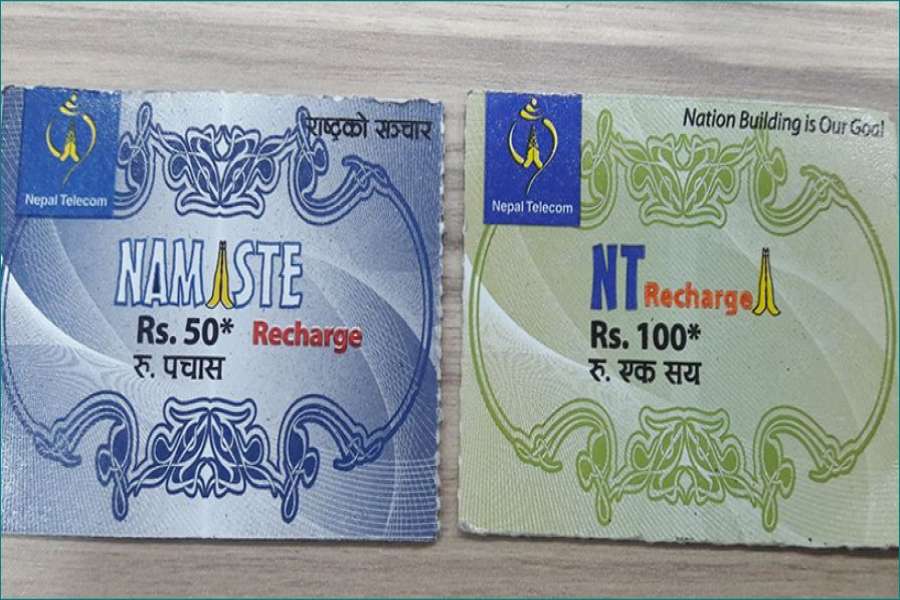 Nepal Telecom
राष्ट्रको सञ्चार
NAMASTE
Rs. 50* Recharge
रु. पचास
Nepal Telecom
Nation Building is Our Goal
NT Recharge
Rs. 100*
रु. एक सय